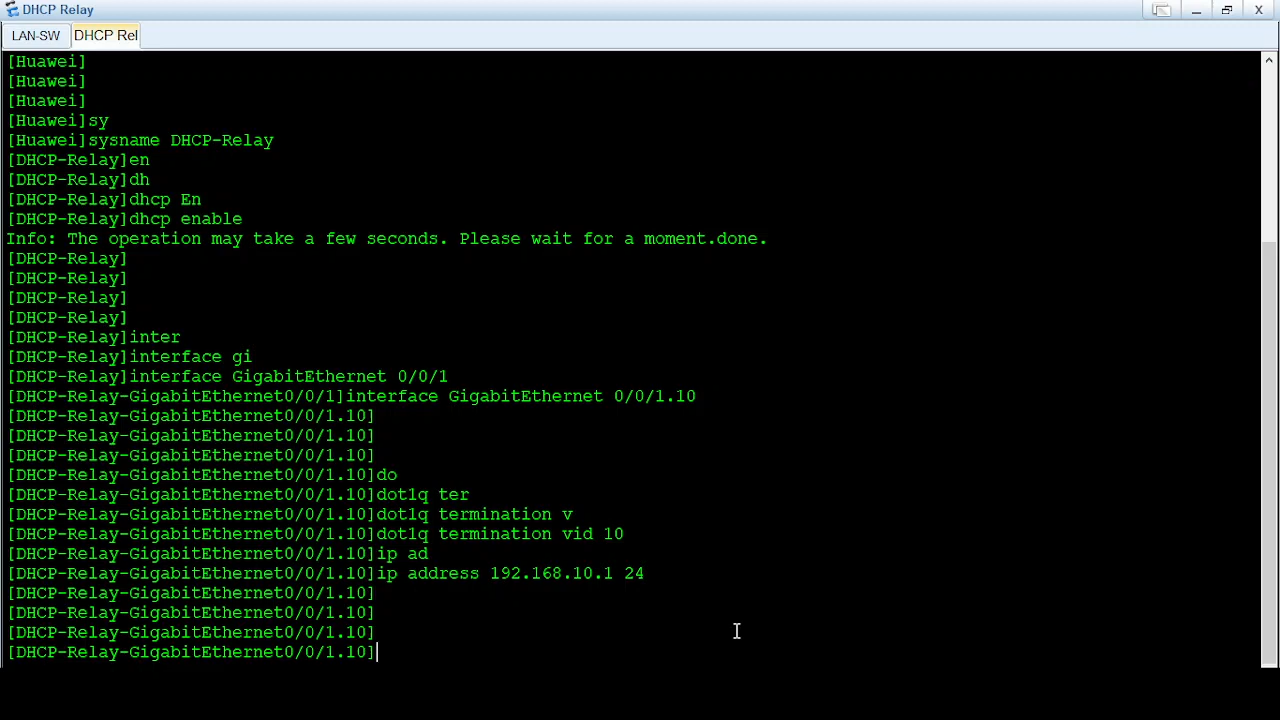 DHCP Relay
LAN-SW DHCP Rel
[Huawei]
[Huawei]
[Huawei]
[Huawei]sy
[Huawei]sysname DHCP-Relay
[DHCP-Relay]en
[DHCP-Relay]dh
[DHCP-Relay]dhcp En
[DHCP-Relay]dhcp enable
Info: The operation may take a few seconds. Please wait for a moment.done.
[DHCP-Relay]
[DHCP-Relay]
[DHCP-Relay]
[DHCP-Relay]
[DHCP-Relay]inter
[DHCP-Relay]interface gi
[DHCP-Relay]interface GigabitEthernet 0/0/1
[DHCP-Relay-GigabitEthernet0/0/1]interface GigabitEthernet 0/0/1.10
[DHCP-Relay-GigabitEthernet0/0/1.10]
[DHCP-Relay-GigabitEthernet0/0/1.10]
[DHCP-Relay-GigabitEthernet0/0/1.10]
[DHCP-Relay-GigabitEthernet0/0/1.10]do
[DHCP-Relay-GigabitEthernet0/0/1.10]dot1q ter
[DHCP-Relay-GigabitEthernet0/0/1.10]dot1q termination v
[DHCP-Relay-GigabitEthernet0/0/1.10]dot1q termination vid 10
[DHCP-Relay-GigabitEthernet0/0/1.10]ip ad
[DHCP-Relay-GigabitEthernet0/0/1.10]ip address 192.168.10.1 24
[DHCP-Relay-GigabitEthernet0/0/1.10]
[DHCP-Relay-GigabitEthernet0/0/1.10]
[DHCP-Relay-GigabitEthernet0/0/1.10]
[DHCP-Relay-GigabitEthernet0/0/1.10]